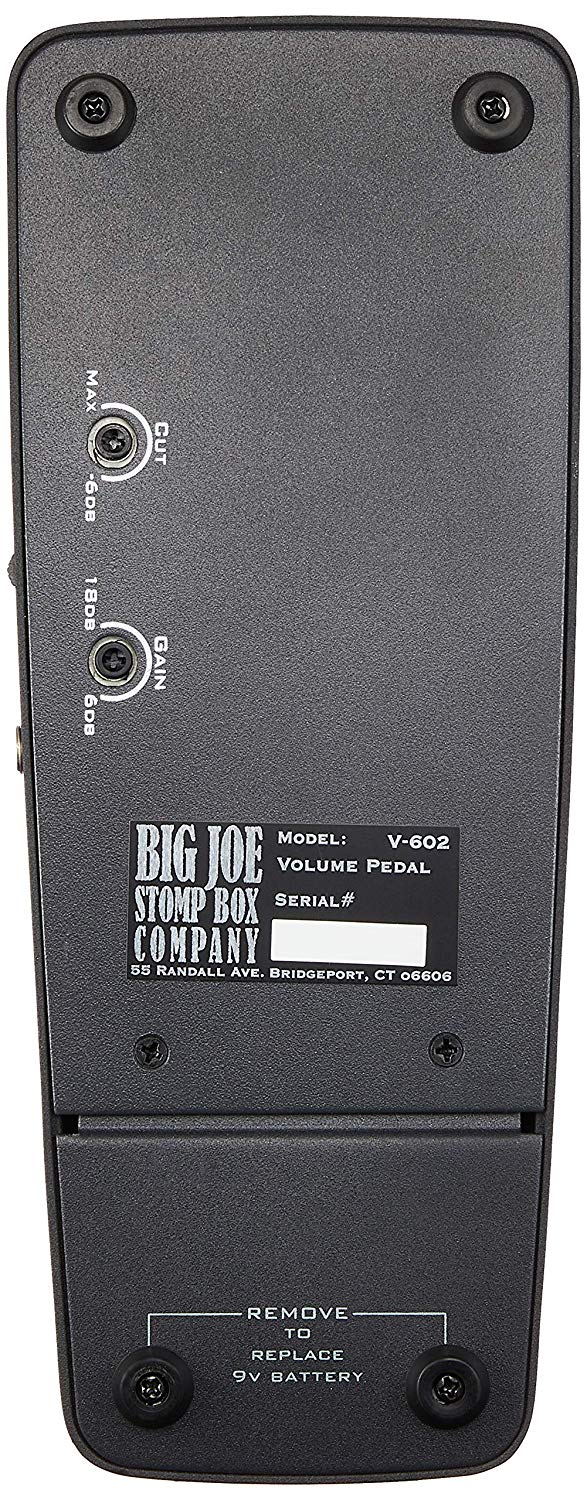 MAX
CUT
-6DB
18DB
GAIN
6DB
BIG JOE
STOMP BOX
COMPANY
MODEL: V-602
VOLUME PEDAL
SERIAL#
55 RANDALL AVE. BRIDGEPORT, CT 06606
REMOVE
TO
REPLACE
9V BATTERY